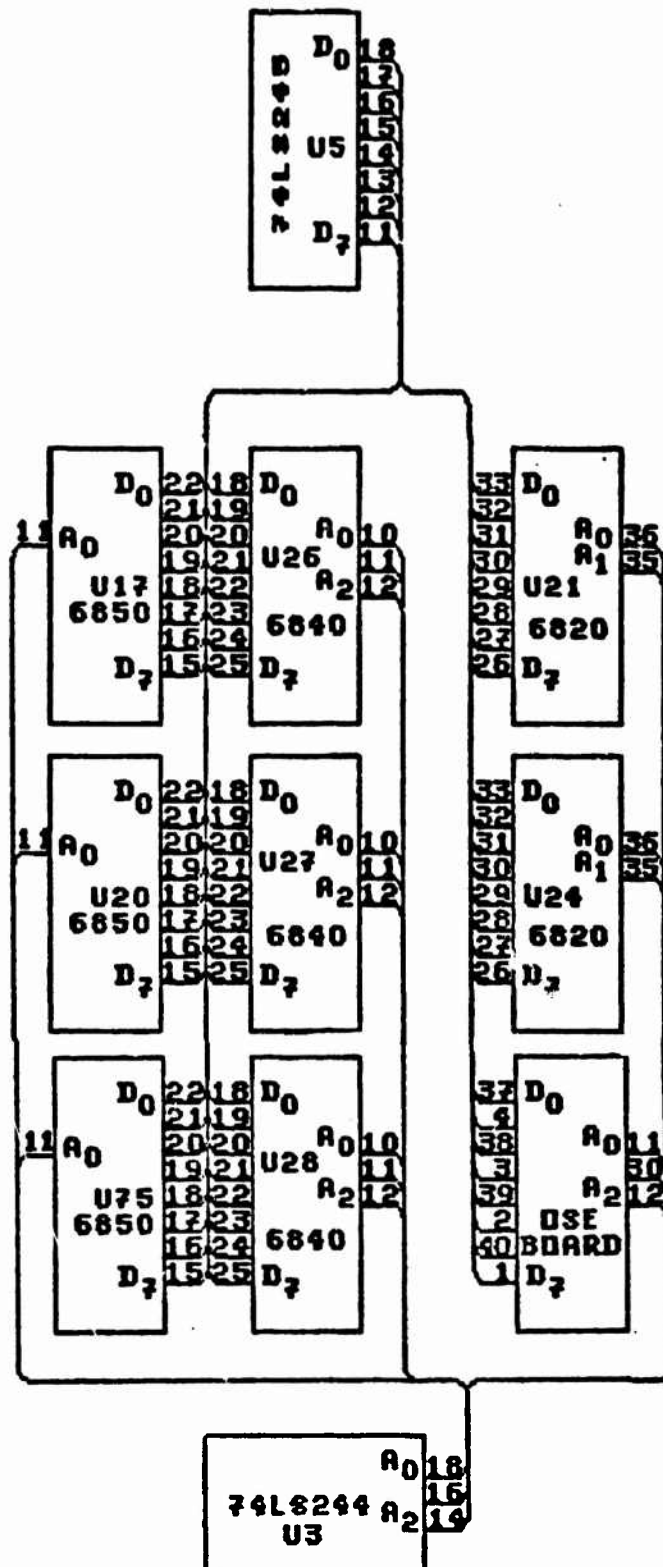 74LS245
U5
D0 18
17
16
15
14
13
12
D7 11
11 A0
U17
6850
D0 22
21
20
19
18
17
16
D7 15
18 D0
19
20
21
22
23
24
25 D7
U26
6840
A0 10
11
A2 12
33 D0
32
31
30
29
28
27
26 D7
U21
6820
A0 36
A1 35
11 A0
U20
6850
D0 22
21
20
19
18
17
16
D7 15
18 D0
19
20
21
22
23
24
25 D7
U27
6840
A0 10
11
A2 12
33 D0
32
31
30
29
28
27
26 D7
U24
6820
A0 36
A1 35
11 A0
U75
6850
D0 22
21
20
19
18
17
16
D7 15
18 D0
19
20
21
22
23
24
25 D7
U28
6840
A0 10
11
A2 12
37 D0
4
38
3
39
2
40
1 D7
OSE
BOARD
A0 11
30
A2 12
74LS244
U3
A0 18
16
A2 14